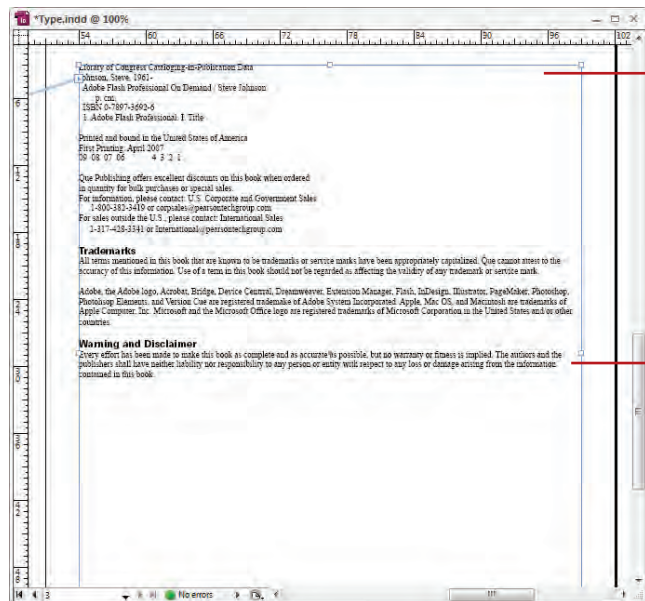 *Type.indd @ 100%
54 60 66 72 78 84 90 96 102
Library of Congress Cataloging-in-Publication Data
Johnson, Steve, 1961-
Adobe Flash Professional On Demand / Steve Johnson
p. cm.
ISBN 0-7897-3692-6
1. Adobe Flash Professional. I. Title
Printed and bound in the United States of America
First Printing: April 2007
09 08 07 06 4 3 2 1
Que Publishing offers excellent discounts on this book when ordered
in quantity for bulk purchases or special sales.
For information, please contact: U.S. Corporate and Government Sales
1-800-382-3419 or corpsales@pearsontechgroup.com
For sales outside the U.S., please contact: International Sales
1-317-428-3341 or International@pearsontechgroup.com
Trademarks
All terms mentioned in this book that are known to be trademarks or service marks have been appropriately capitalized. Que cannot attest to the
accuracy of this information. Use of a term in this book should not be regarded as affecting the validity of any trademark or service mark.
Adobe, the Adobe logo, Acrobat, Bridge, Device Central, Dreamweaver, Extension Manager, Flash, InDesign, Illustrator, PageMaker, Photoshop,
Photohsop Elements, and Version Cue are registered trademake of Adobe System Incorporated. Apple, Mac OS, and Macintosh are trademarks of
Apple Computer, Inc. Microsoft and the Microsoft Office logo are registered trademarks of Microsoft Corporation in the United States and/or other
countries.
Warning and Disclaimer
Every effort has been made to make this book as complete and as accurate as possible, but no warranty or fitness is implied. The authors and the
publishers shall have neither liability nor responsibility to any person or entity with respect to any loss or damage arising from the information
contained in this book.
6
12
18
24
30
36
42
48
3 No errors